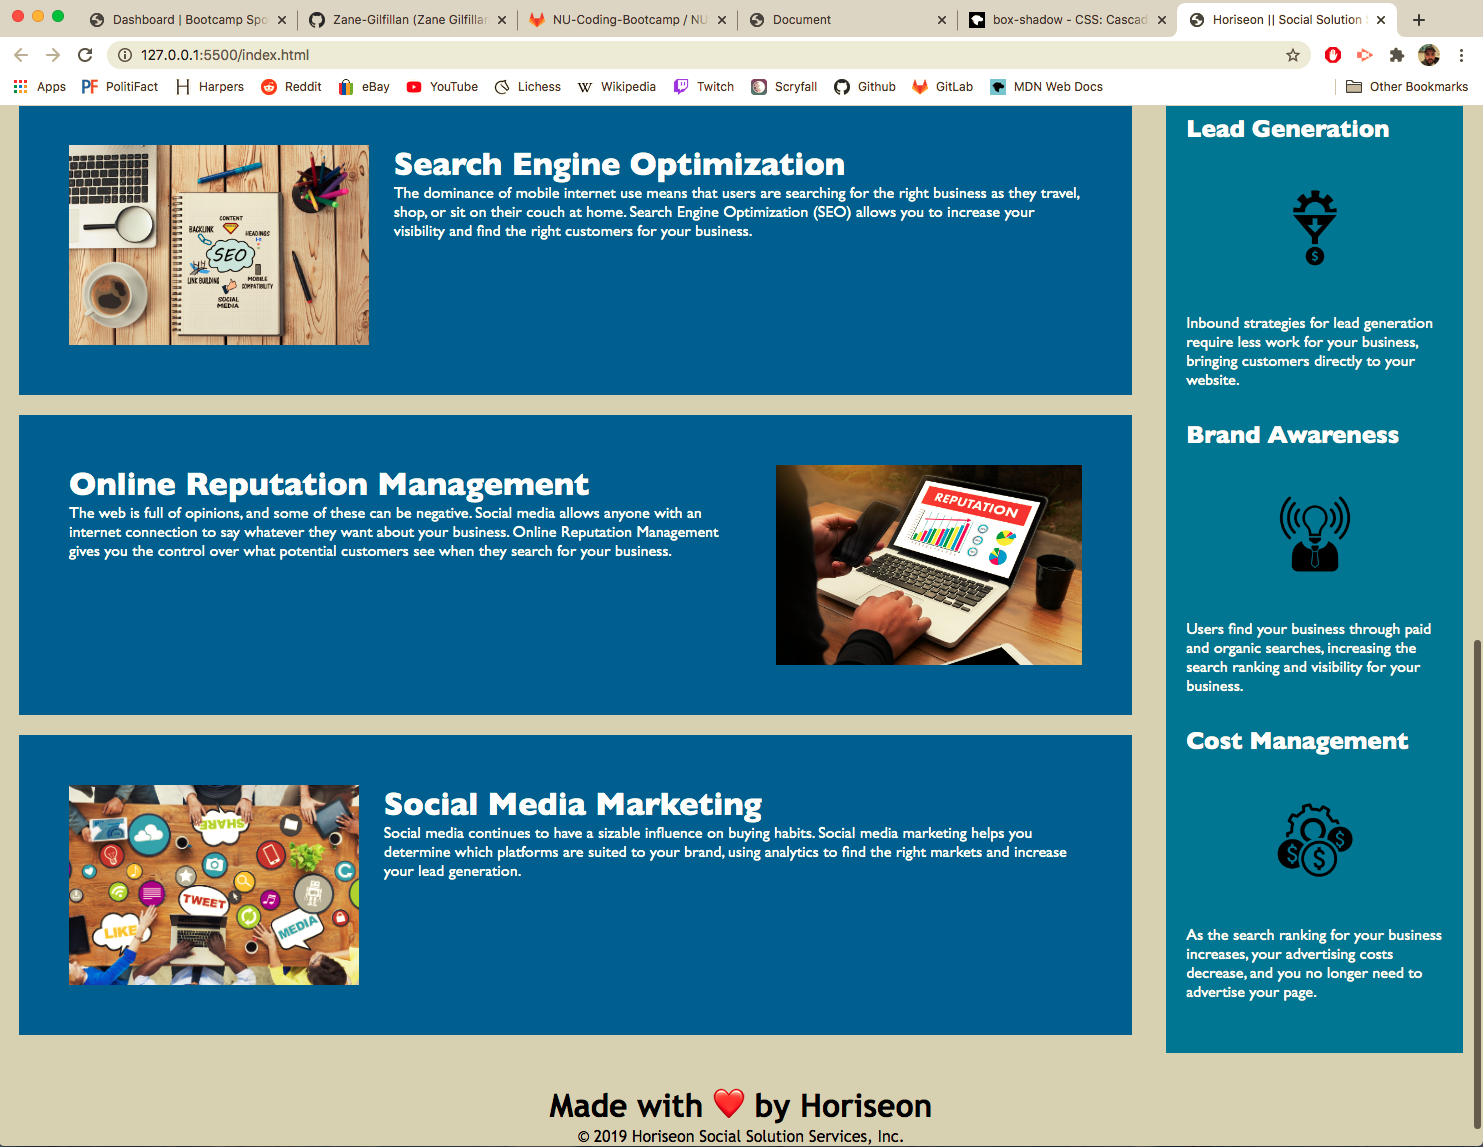 Dashboard | Bootcamp Spo
Zane-Gilfillan (Zane Gilfillan
NU-Coding-Bootcamp / NU
Document
box-shadow - CSS: Cascad
Horiseon || Social Solution
127.0.0.1:5500/index.html
Apps
PolitiFact
Harpers
Reddit
eBay
YouTube
Lichess
Wikipedia
Twitch
Scryfall
Github
GitLab
MDN Web Docs
Other Bookmarks
CONTENT
BACKLINK
HEADINGS
SEO
LINK BUILDING
MOBILE
COMPATIBILITY
SOCIAL
MEDIA
Search Engine Optimization
The dominance of mobile internet use means that users are searching for the right business as they travel,
shop, or sit on their couch at home. Search Engine Optimization (SEO) allows you to increase your
visibility and find the right customers for your business.
Online Reputation Management
The web is full of opinions, and some of these can be negative. Social media allows anyone with an
internet connection to say whatever they want about your business. Online Reputation Management
gives you the control over what potential customers see when they search for your business.
REPUTATION
SHARE
TWEET
LIKE
MEDIA
Social Media Marketing
Social media continues to have a sizable influence on buying habits. Social media marketing helps you
determine which platforms are suited to your brand, using analytics to find the right markets and increase
your lead generation.
Lead Generation
Inbound strategies for lead generation
require less work for your business,
bringing customers directly to your
website.
Brand Awareness
Users find your business through paid
and organic searches, increasing the
search ranking and visibility for your
business.
Cost Management
As the search ranking for your business
increases, your advertising costs
decrease, and you no longer need to
advertise your page.
Made with ❤️ by Horiseon
© 2019 Horiseon Social Solution Services, Inc.